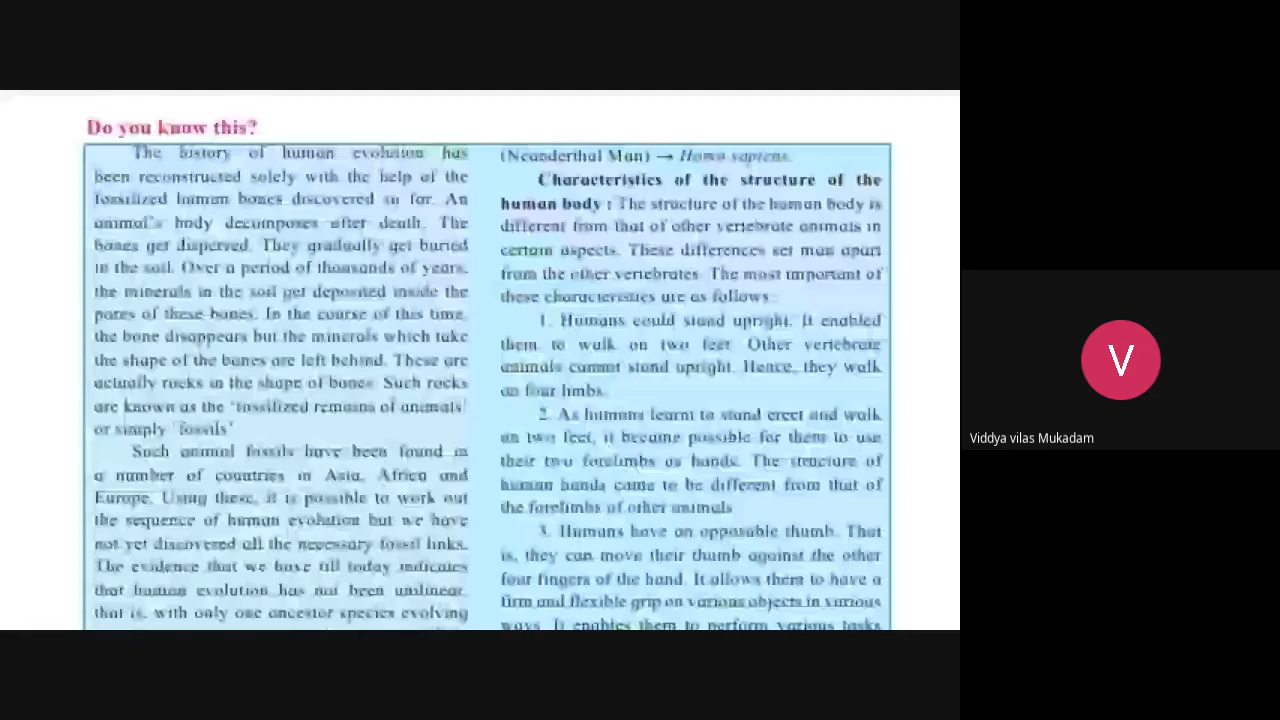 Do you know this?
The history of human evolution has
been reconstructed solely with the help of the
fossilized human bones discovered so far. An
animal's body decomposes after death. The
bones get dispersed. They gradually get buried
in the soil. Over a period of thousands of years,
the minerals in the soil get deposited inside the
pores of these bones. In the course of this time,
the bone disappears but the minerals which take
the shape of the bones are left behind. These are
actually rocks in the shape of bones. Such rocks
are known as the 'fossilized remains of animals'
or simply 'fossils'
Such animal fossils have been found in
a number of countries in Asia, Africa and
Europe. Using these, it is possible to work out
the sequence of human evolution but we have
not yet discovered all the necessary fossil links.
The evidence that we have till today indicates
that human evolution has not been unilinear,
that is, with only one ancestor species evolving
(Neanderthal Man) → Homo sapiens.
Characteristics of the structure of the
human body : The structure of the human body is
different from that of other vertebrate animals in
certain aspects. These differences set man apart
from the other vertebrates. The most important of
these characteristics are as follows:
1. Humans could stand upright. It enabled
them to walk on two feet. Other vertebrate
animals cannot stand upright. Hence, they walk
on four limbs.
2. As humans learnt to stand erect and walk
on two feet, it became possible for them to use
their two forelimbs as hands. The structure of
human hands came to be different from that of
the forelimbs of other animals
3. Humans have an opposable thumb. That
is, they can move their thumb against the other
four fingers of the hand. It allows them to have a
firm and flexible grip on various objects in various
ways. It enables them to perform various tasks
V
Viddya vilas Mukadam